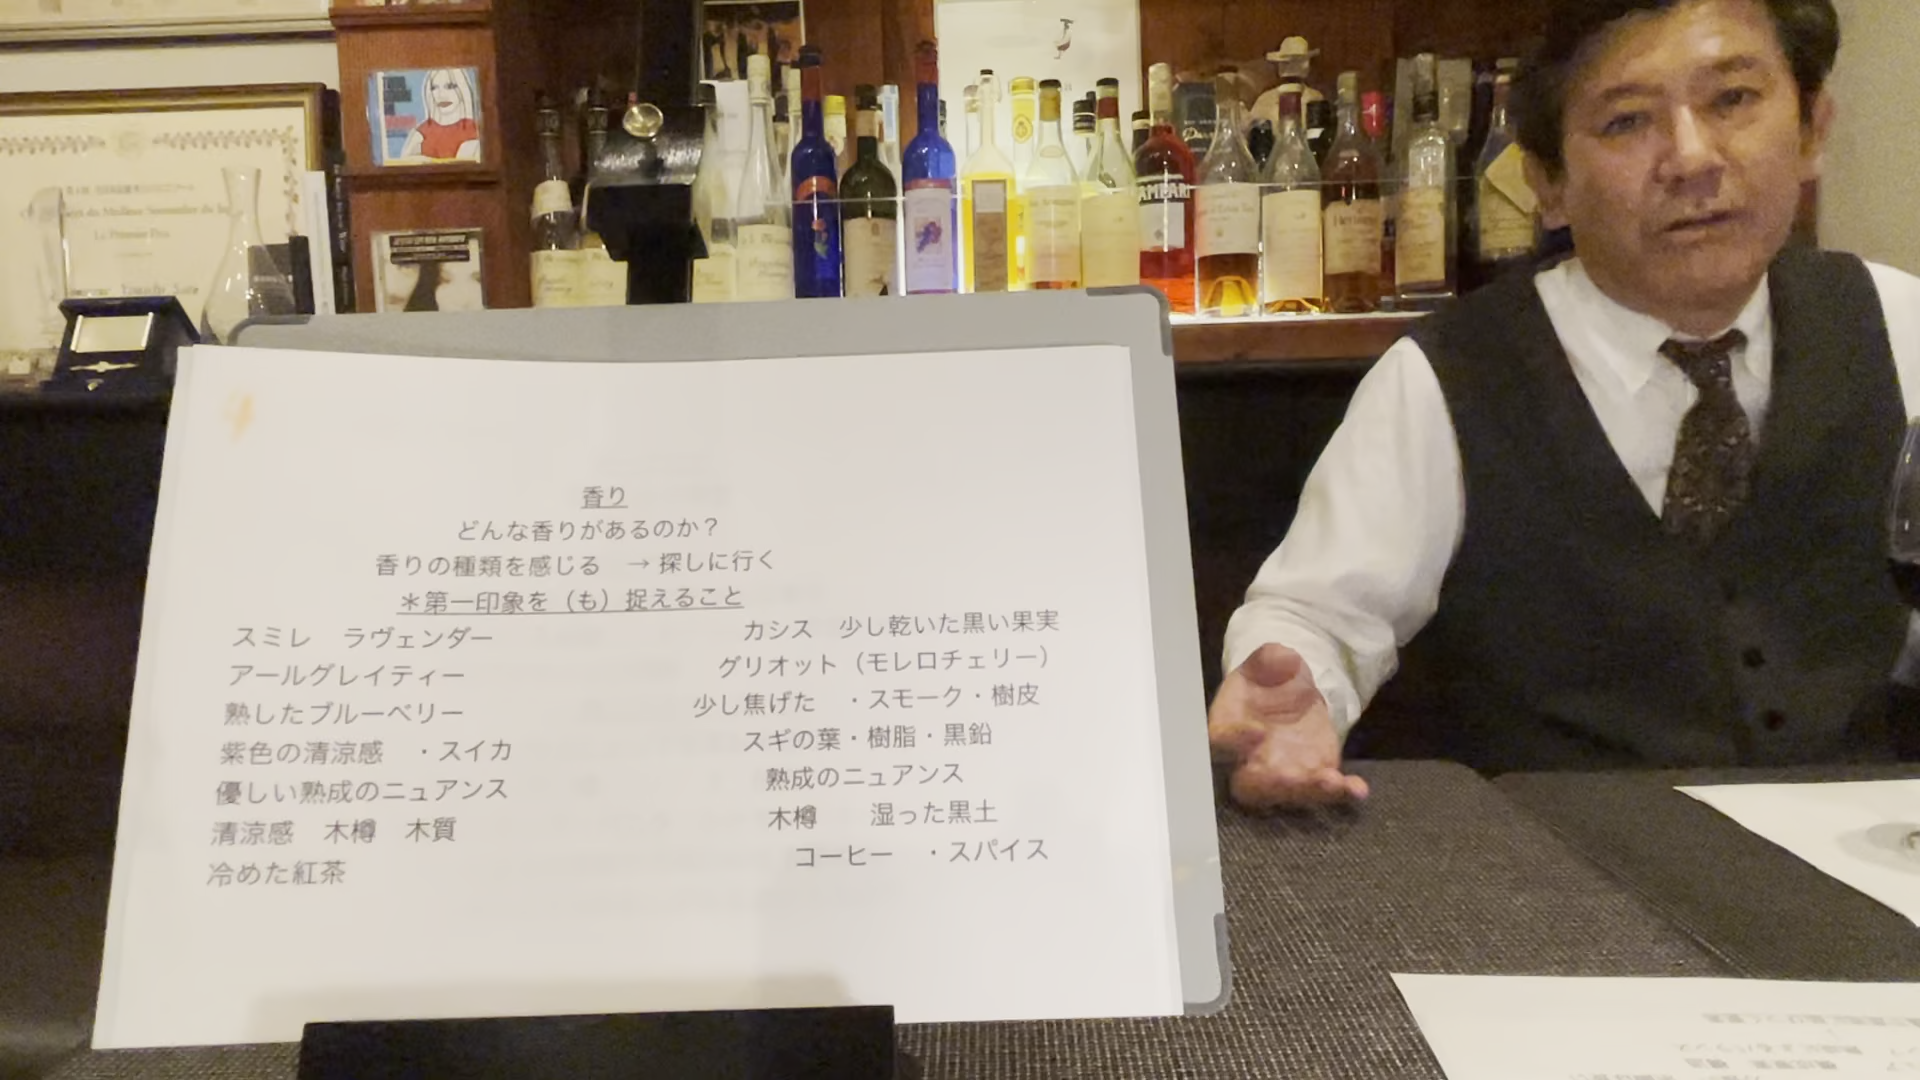 香り
どんな香りがあるのか？
香りの種類を感じる　→ 探しに行く
＊第一印象を（も）捉えること
スミレ　ラヴェンダー
アールグレイティー
熟したブルーベリー
紫色の清涼感　・スイカ
優しい熟成のニュアンス
清涼感　木樽　木質
冷めた紅茶
カシス　少し乾いた黒い果実
グリオット（モレロチェリー）
少し焦げた　・スモーク・樹皮
スギの葉・樹脂・黒鉛
熟成のニュアンス
木樽　湿った黒土
コーヒー　・スパイス
CAMPARI